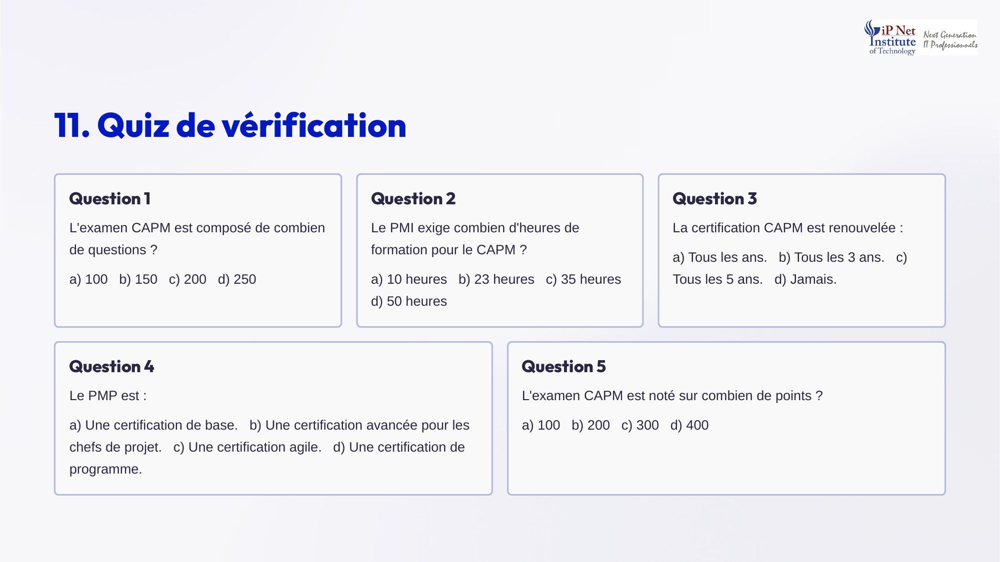 iP Net
Institute
of Technology
Next Generation
IT Professionnels
11. Quiz de vérification
Question 1
L'examen CAPM est composé de combien
de questions ?
a) 100   b) 150   c) 200   d) 250
Question 2
Le PMI exige combien d'heures de
formation pour le CAPM ?
a) 10 heures   b) 23 heures   c) 35 heures
d) 50 heures
Question 3
La certification CAPM est renouvelée :
a) Tous les ans.   b) Tous les 3 ans.   c)
Tous les 5 ans.   d) Jamais.
Question 4
Le PMP est :
a) Une certification de base.   b) Une certification avancée pour les
chefs de projet.   c) Une certification agile.   d) Une certification de
programme.
Question 5
L'examen CAPM est noté sur combien de points ?
a) 100   b) 200   c) 300   d) 400